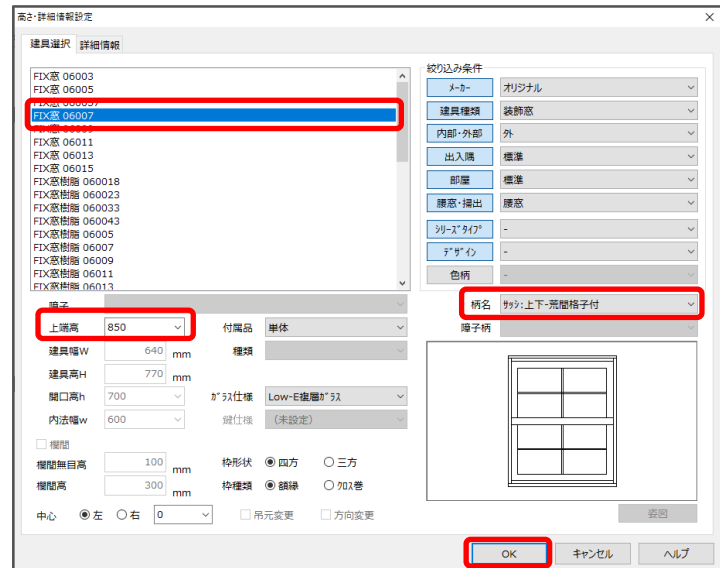 高さ・詳細情報設定
建具選択 詳細情報
FIX窓 06003
FIX窓 06005
FIX窓 06007
FIX窓 06011
FIX窓 06013
FIX窓 06015
FIX窓樹脂 060018
FIX窓樹脂 060023
FIX窓樹脂 060033
FIX窓樹脂 060043
FIX窓樹脂 06005
FIX窓樹脂 06007
FIX窓樹脂 06009
FIX窓樹脂 06011
FIX窓樹脂 06013
絞り込み条件
ﾒｰｶｰ オリジナル
建具種類 装飾窓
内部・外部 外
出入隅 標準
部屋 標準
腰窓・掃出 腰窓
ｼﾘｰｽﾞﾀｲﾌﾟ -
ﾃﾞｻﾞｲﾝ -
色柄 -
柄名 ｻｯｼ:上下-荒間格子付
障子柄
障子
上端高 850 付属品 単体
建具幅W 640 mm 種類
建具高H 770 mm
開口高h 700 ｶﾞﾗｽ仕様 Low-E複層ｶﾞﾗｽ
内法幅w 600 鍵仕様 (未設定)
欄間
欄間無目高 100 mm 枠形状 四方 三方
欄間高 300 mm 枠種類 額縁 ｸﾛｽ巻
中心 左 右 0 吊元変更 方向変更
姿図
OK キャンセル ヘルプ